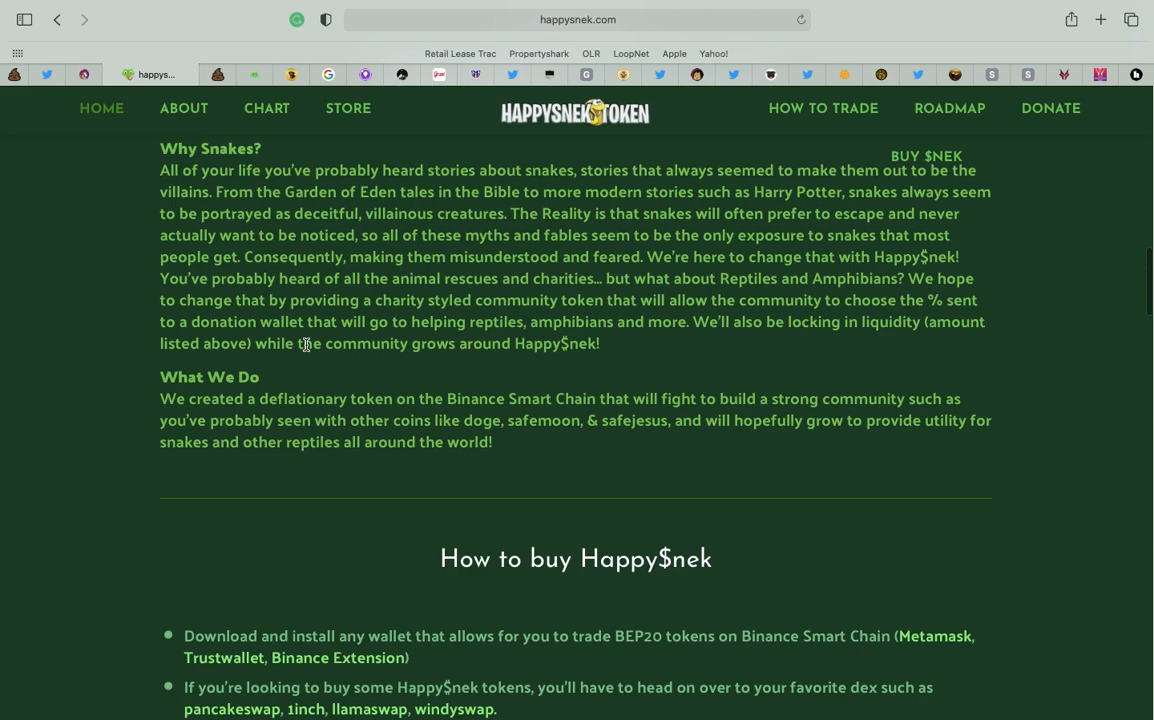 happysnek.com
Retail Lease Trac Propertyshark OLR LoopNet Apple Yahoo!
happys...
HOME ABOUT CHART STORE HAPPYSNEK TOKEN HOW TO TRADE ROADMAP DONATE
BUY $NEK
Why Snakes?
All of your life you've probably heard stories about snakes, stories that always seemed to make them out to be the
villains. From the Garden of Eden tales in the Bible to more modern stories such as Harry Potter, snakes always seem
to be portrayed as deceitful, villainous creatures. The Reality is that snakes will often prefer to escape and never
actually want to be noticed, so all of these myths and fables seem to be the only exposure to snakes that most
people get. Consequently, making them misunderstood and feared. We're here to change that with Happy$nek!
You've probably heard of all the animal rescues and charities... but what about Reptiles and Amphibians? We hope
to change that by providing a charity styled community token that will allow the community to choose the % sent
to a donation wallet that will go to helping reptiles, amphibians and more. We'll also be locking in liquidity (amount
listed above) while the community grows around Happy$nek!
What We Do
We created a deflationary token on the Binance Smart Chain that will fight to build a strong community such as
you've probably seen with other coins like doge, safemoon, & safejesus, and will hopefully grow to provide utility for
snakes and other reptiles all around the world!
How to buy Happy$nek
Download and install any wallet that allows for you to trade BEP20 tokens on Binance Smart Chain (Metamask,
Trustwallet, Binance Extension)
If you're looking to buy some Happy$nek tokens, you'll have to head on over to your favorite dex such as
pancakeswap, 1inch, llamaswap, windyswap.